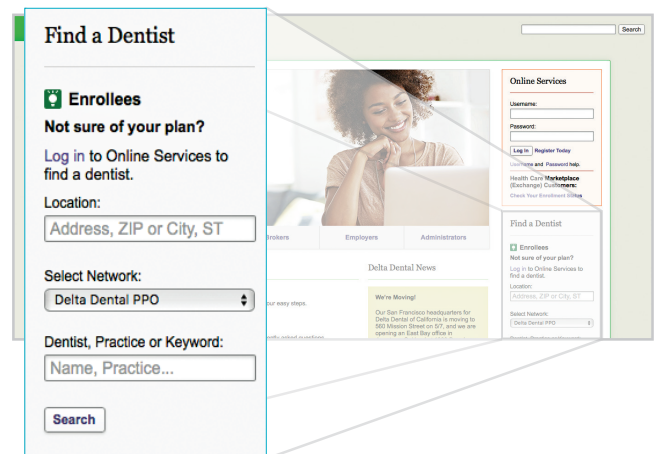 Find a Dentist
Enrollees
Not sure of your plan?
Log in to Online Services to
find a dentist.
Location:
Address, ZIP or City, ST
Select Network:
Delta Dental PPO
Dentist, Practice or Keyword:
Name, Practice...
Search
Search
Online Services
Username:
Password:
Log In Register Today
Username and Password help.
Health Care Marketplace
(Exchange) Customers:
Check Your Enrollment Status
Brokers
Employers
Administrators
Delta Dental News
We're Moving!
Our San Francisco headquarters for
Delta Dental of California is moving to
560 Mission Street on 5/7, and we are
opening an East Bay office in
our easy steps.
asked questions
Find a Dentist
Enrollees
Not sure of your plan?
Log in to Online Services to
find a dentist.
Location:
Address, ZIP or City, ST
Select Network:
Delta Dental PPO